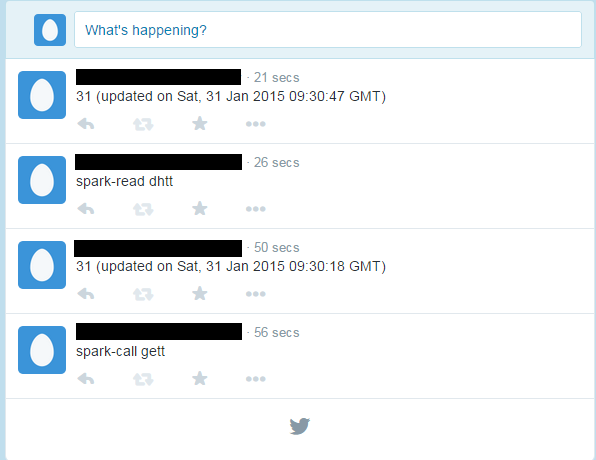 What's happening?
· 21 secs
31 (updated on Sat, 31 Jan 2015 09:30:47 GMT)
· 26 secs
spark-read dhtt
· 50 secs
31 (updated on Sat, 31 Jan 2015 09:30:18 GMT)
· 56 secs
spark-call gett